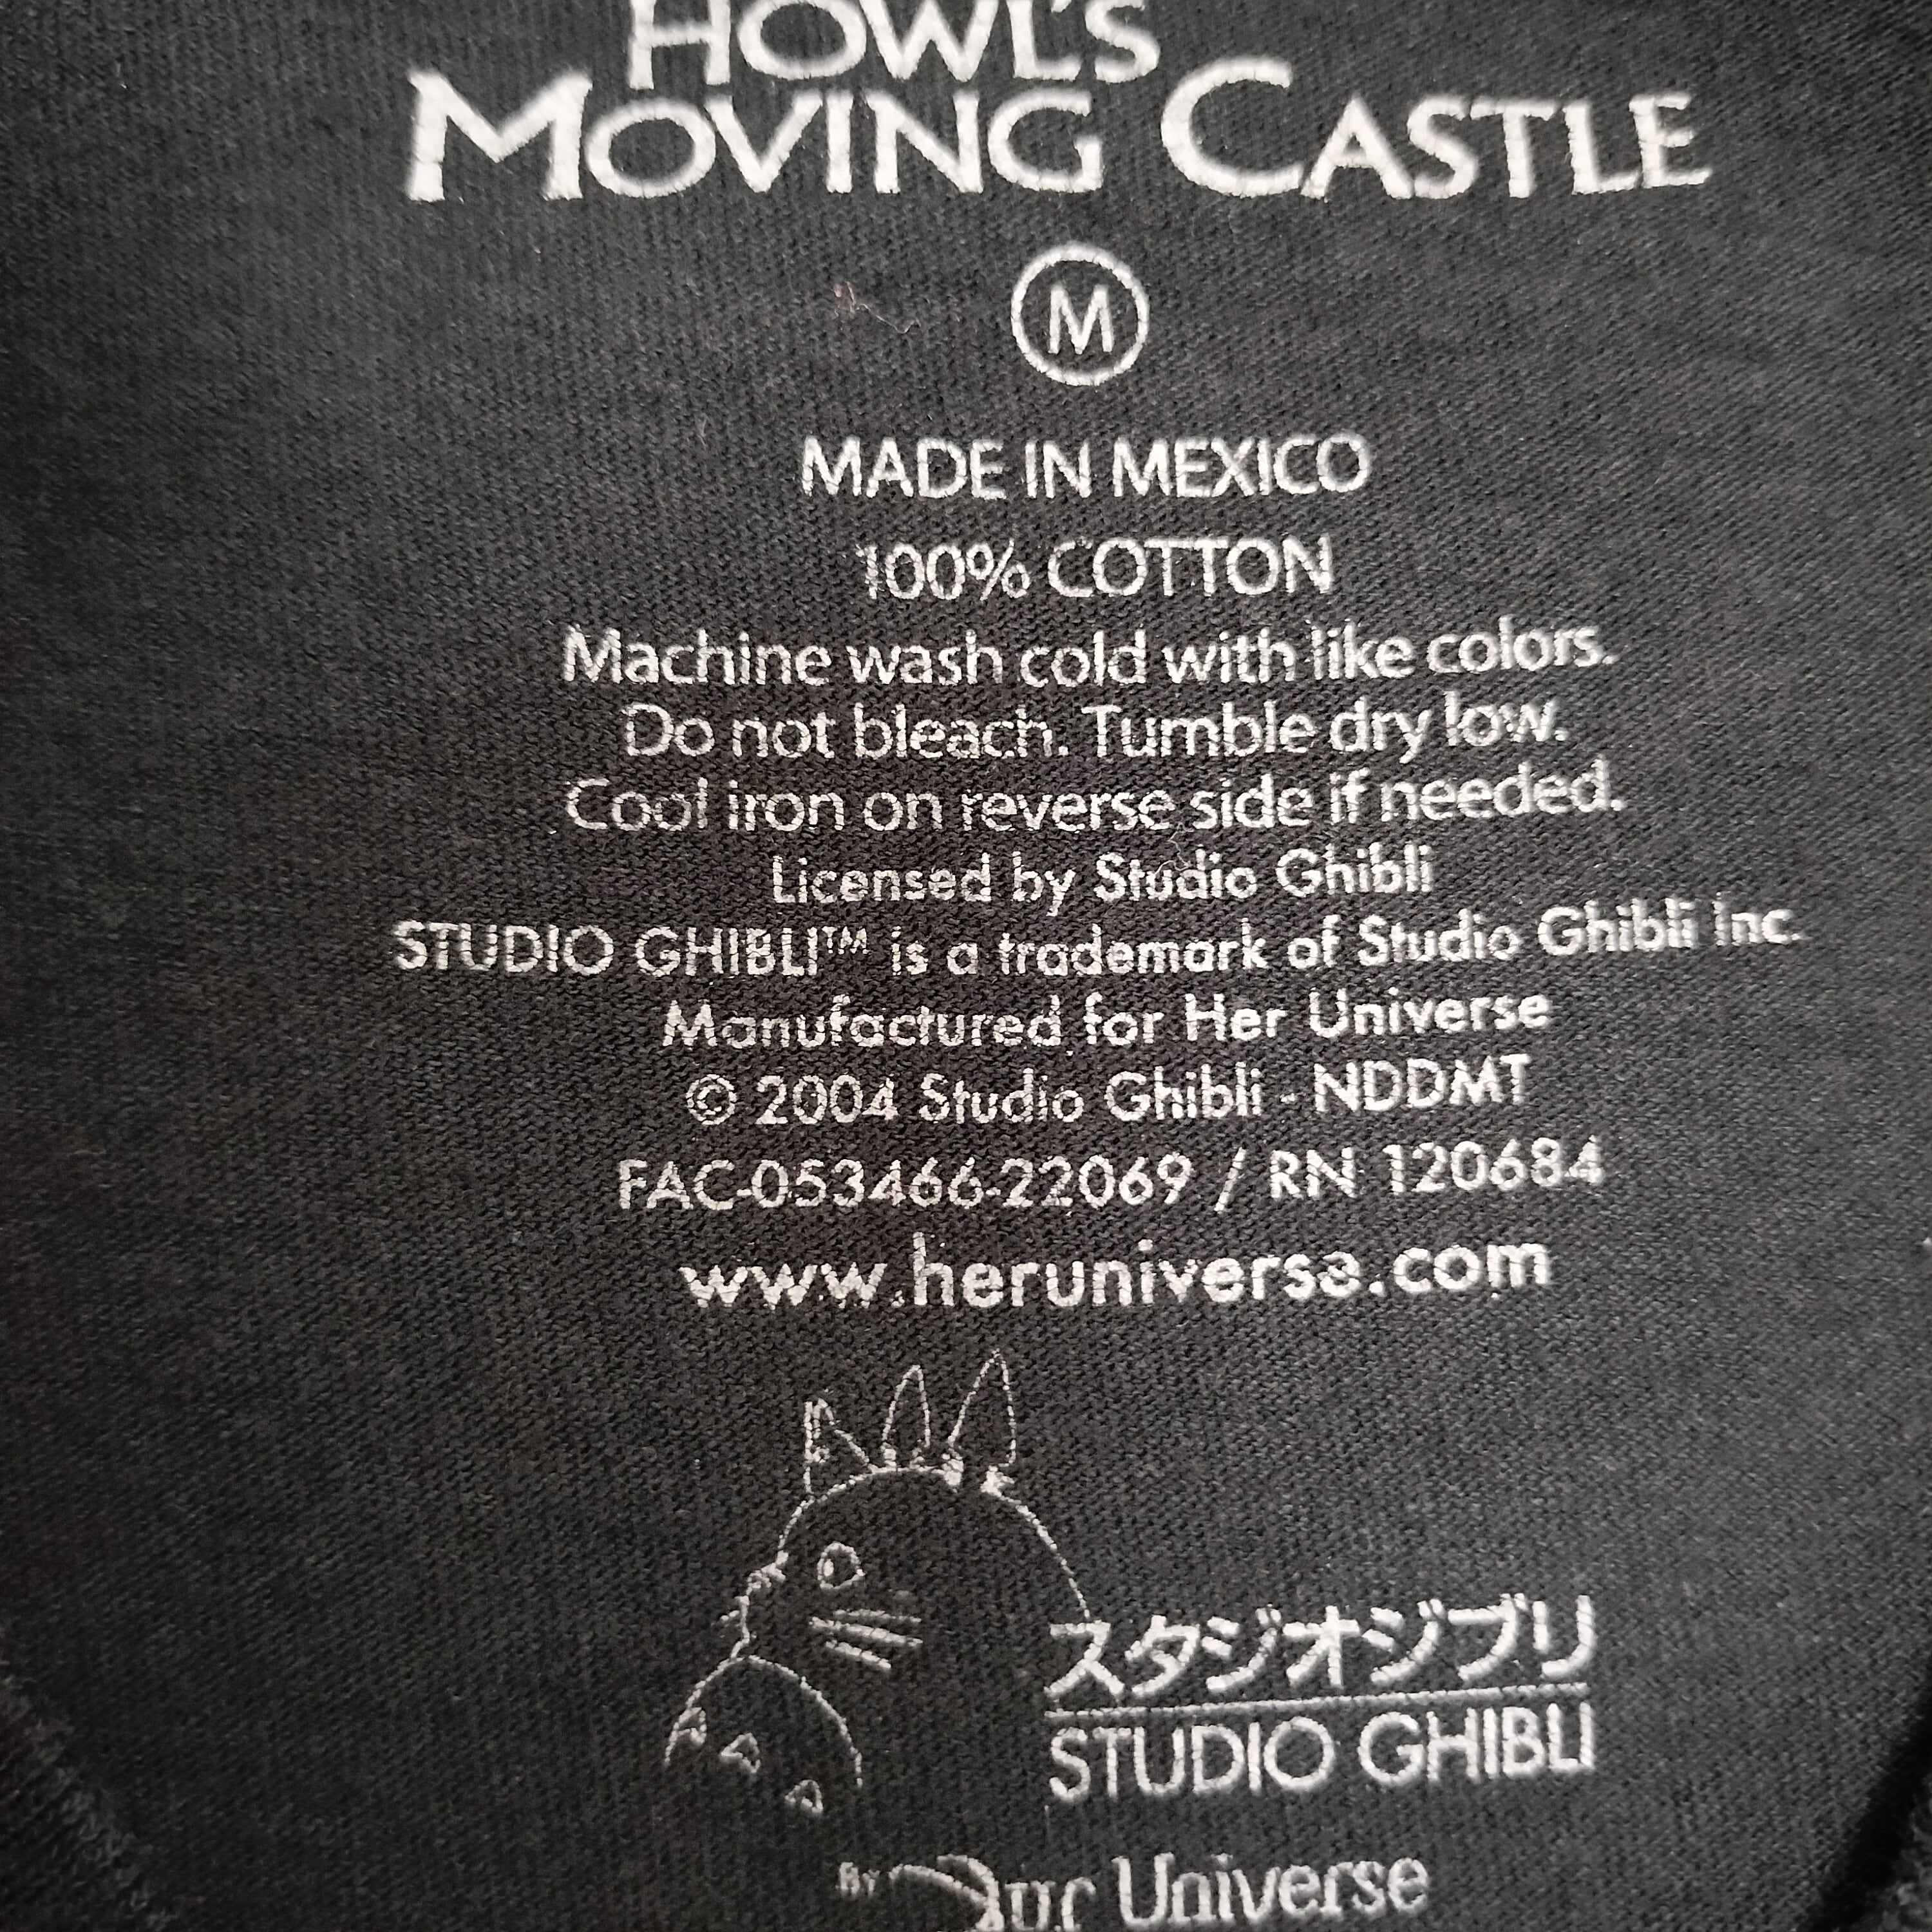 HOWL'S
MOVING CASTLE
M
MADE IN MEXICO
100% COTTON
Machine wash cold with like colors.
Do not bleach. Tumble dry low.
Cool iron on reverse side if needed.
Licensed by Studio Ghibli
STUDIO GHIBLI™ is a trademark of Studio Ghibli Inc.
Manufactured for Her Universe
© 2004 Studio Ghibli - NDDMT
FAC-053466-22069 / RN 120684
www.heruniverse.com
スタジオジブリ
STUDIO GHIBLI
BY Her Universe